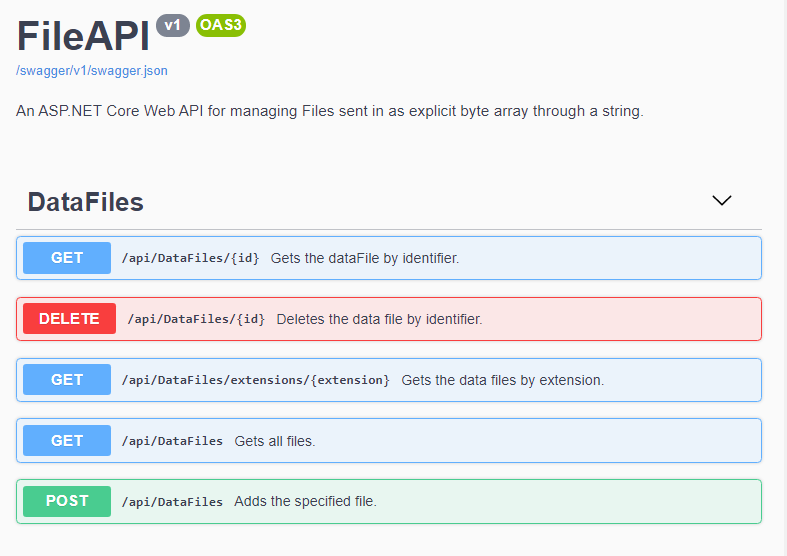 FileAPI v1 OAS3
/swagger/v1/swagger.json
An ASP.NET Core Web API for managing Files sent in as explicit byte array through a string.
DataFiles
GET /api/DataFiles/{id} Gets the dataFile by identifier.
DELETE /api/DataFiles/{id} Deletes the data file by identifier.
GET /api/DataFiles/extensions/{extension} Gets the data files by extension.
GET /api/DataFiles Gets all files.
POST /api/DataFiles Adds the specified file.